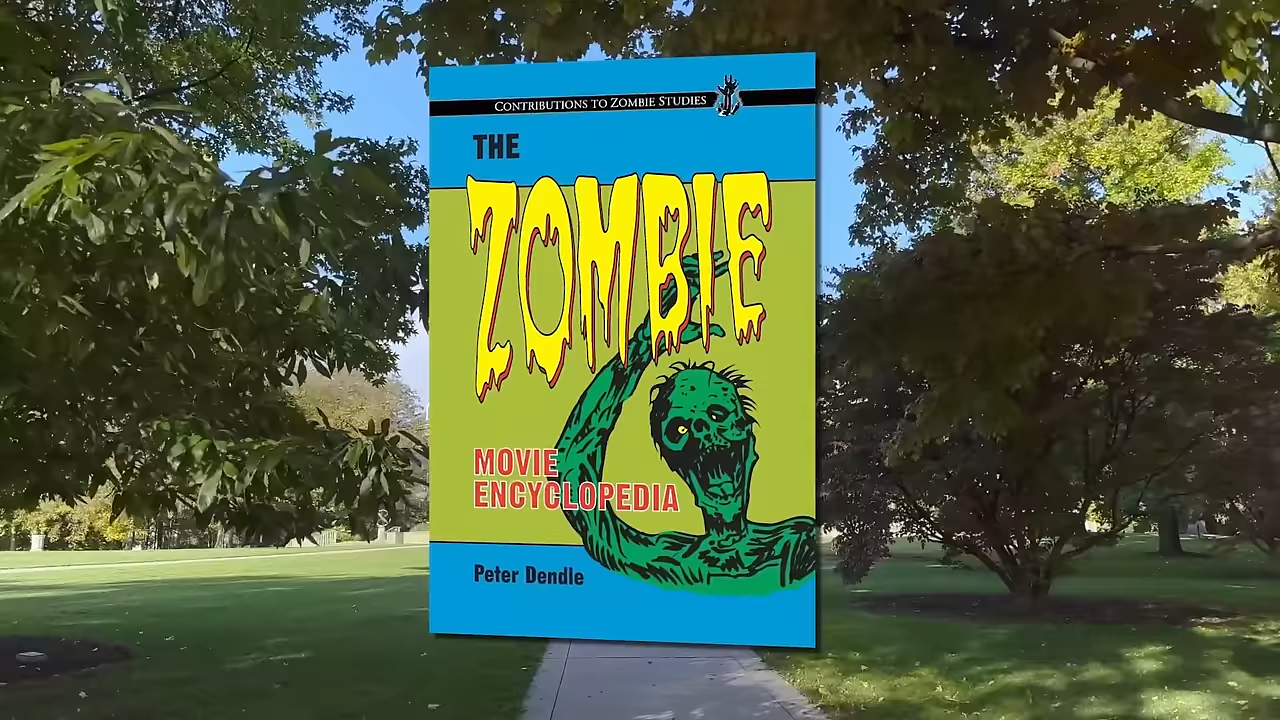 CONTRIBUTIONS TO ZOMBIE STUDIES
THE
ZOMBIE
MOVIE
ENCYCLOPEDIA
Peter Dendle